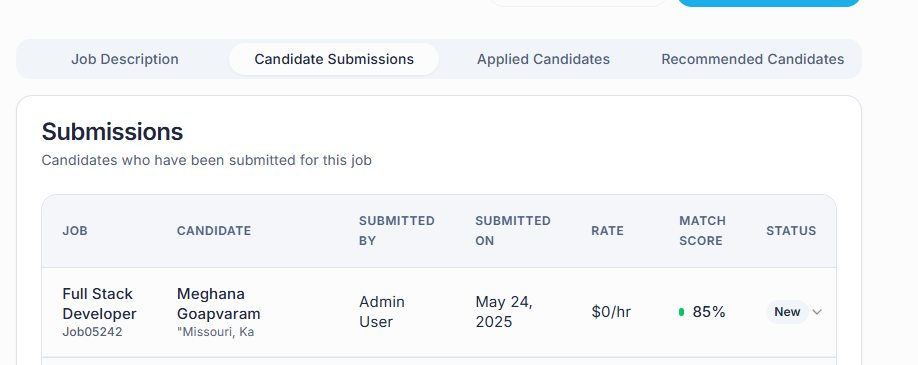 Job Description Candidate Submissions Applied Candidates Recommended Candidates
Submissions
Candidates who have been submitted for this job
JOB CANDIDATE SUBMITTED BY SUBMITTED ON RATE MATCH SCORE STATUS
Full Stack Developer
Job05242
Meghana Goapvaram
"Missouri, Ka
Admin User
May 24, 2025
$0/hr
85%
New